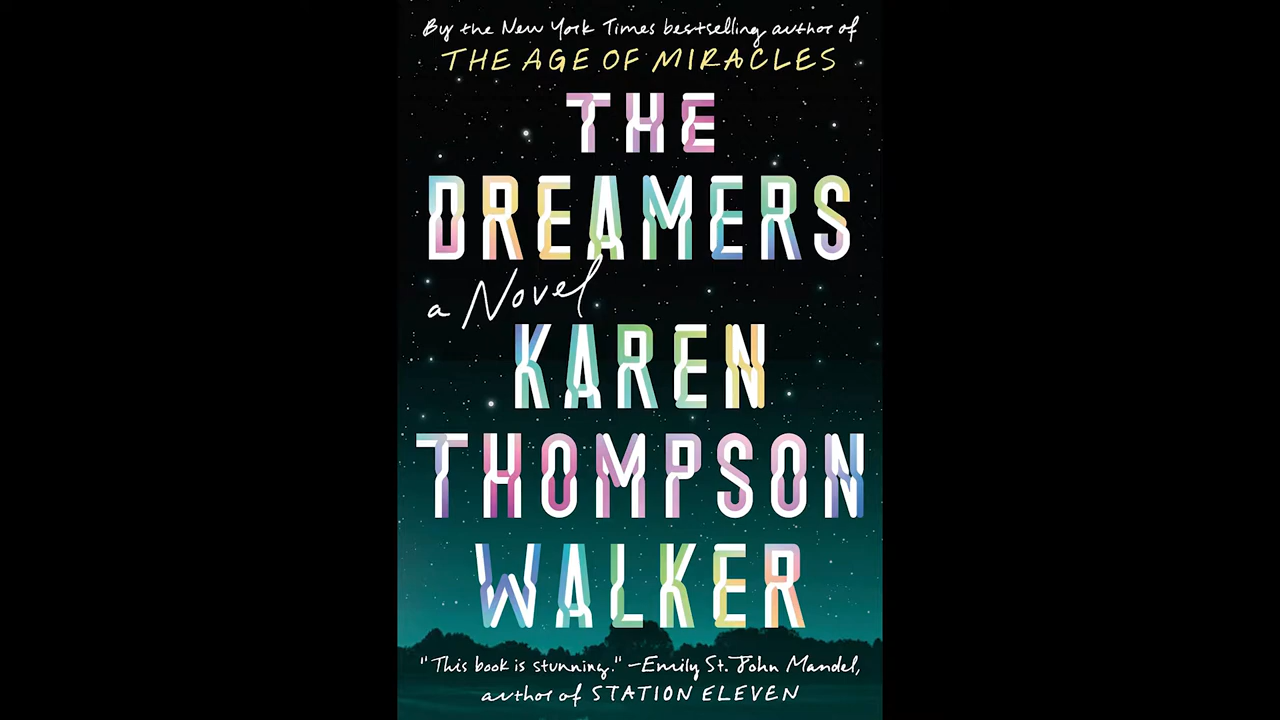 By the New York Times bestselling author of
THE AGE OF MIRACLES
THE
DREAMERS
a Novel
KAREN
THOMPSON
WALKER
"This book is stunning." —Emily St. John Mandel,
author of STATION ELEVEN